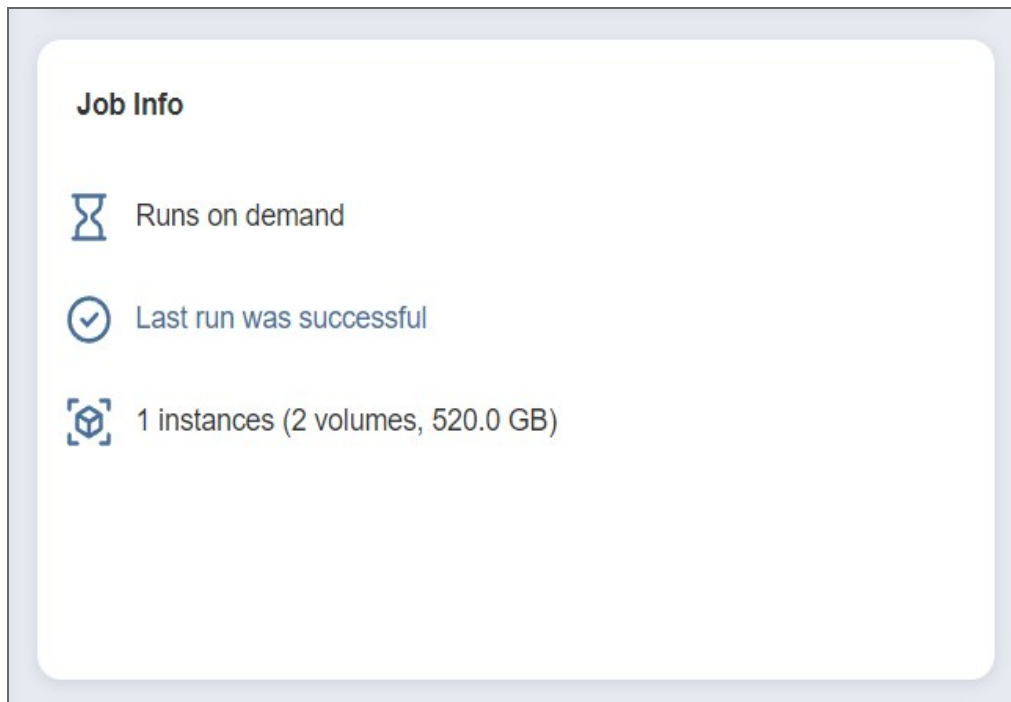 Job Info
Runs on demand
Last run was successful
1 instances (2 volumes, 520.0 GB)